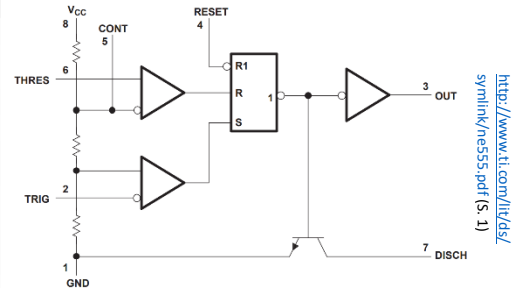 VCC
8
CONT
5
RESET
4
6
THRES
R1
R
1
S
3
OUT
2
TRIG
7
DISCH
1
GND
http://www.ti.com/lit/ds/
symlink/ne555.pdf (S. 1)